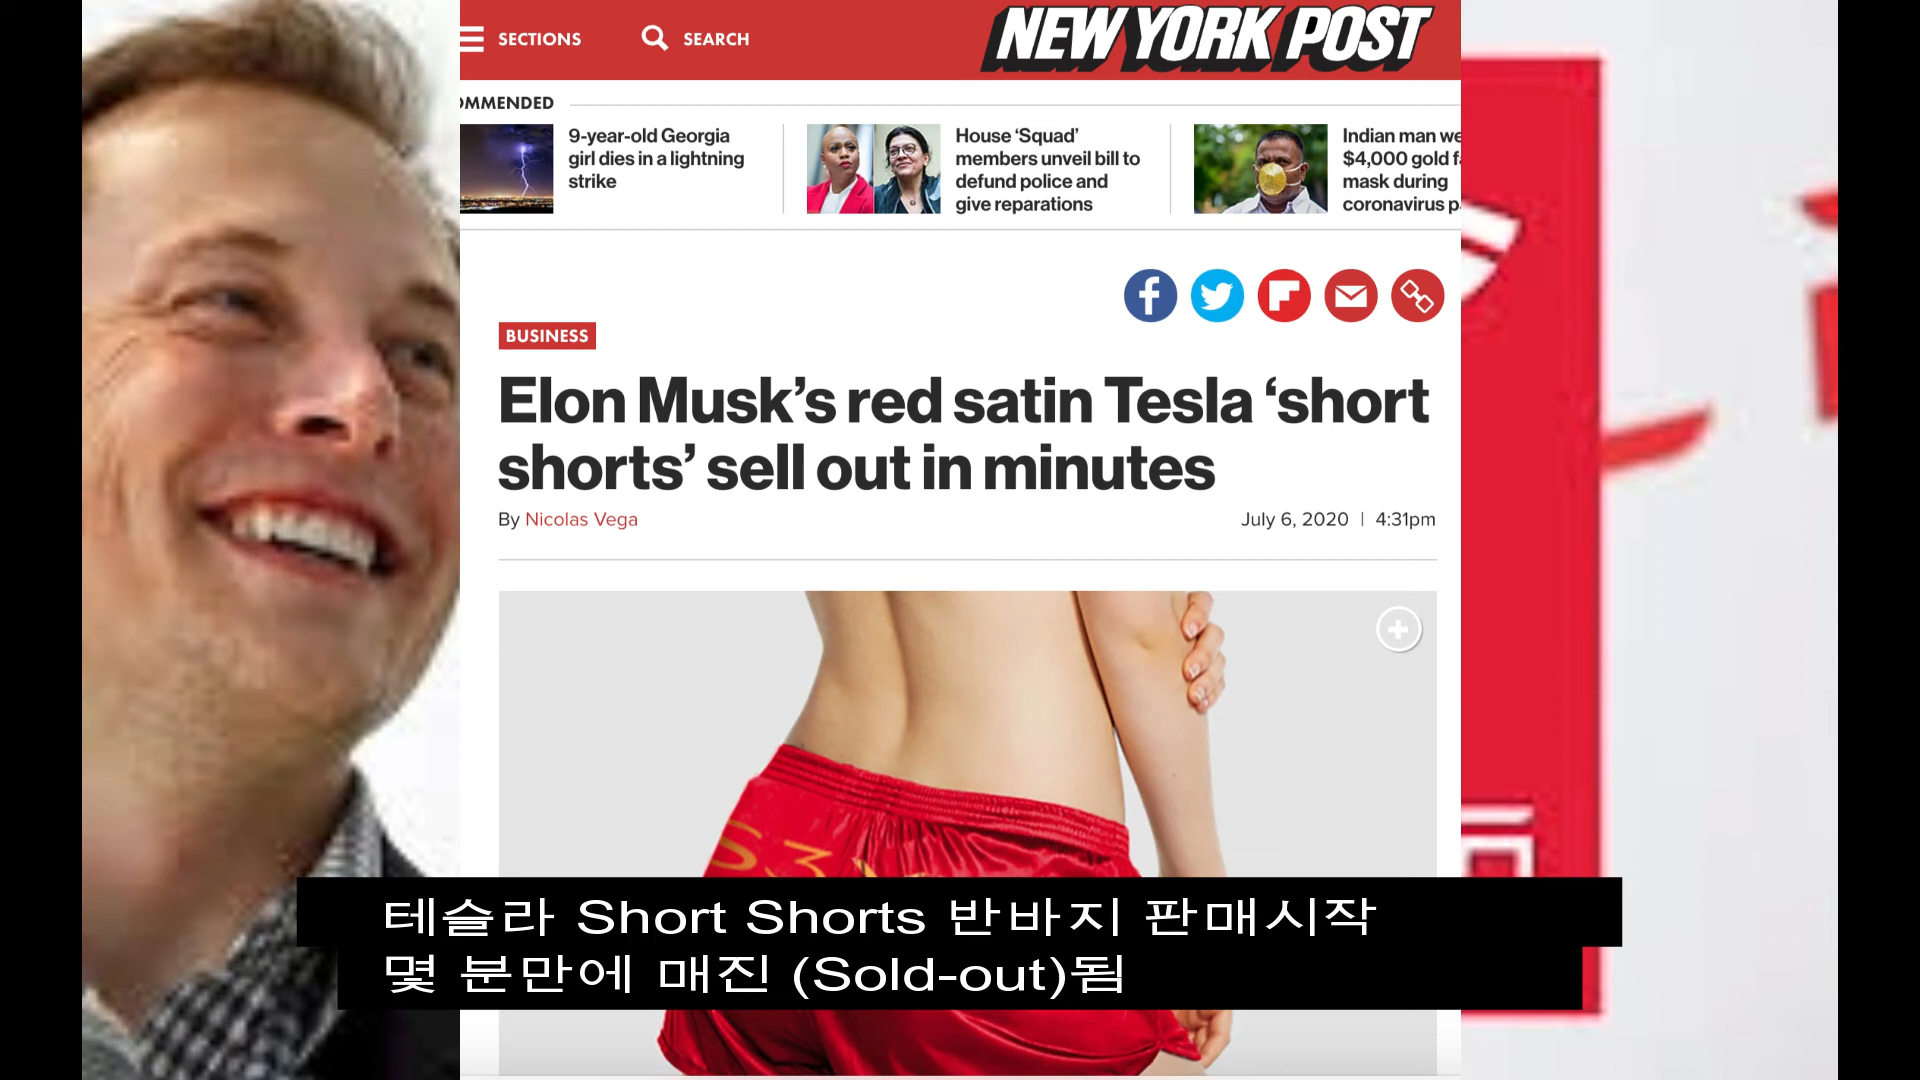 SECTIONS
SEARCH
NEW YORK POST
OMMENDED
9-year-old Georgia
girl dies in a lightning
strike
House ‘Squad’
members unveil bill to
defund police and
give reparations
Indian man we
$4,000 gold f
mask during
coronavirus p
BUSINESS
Elon Musk’s red satin Tesla ‘short
shorts’ sell out in minutes
By Nicolas Vega
July 6, 2020 | 4:31pm
S3
테슬라 Short Shorts 반바지 판매시작
몇 분만에 매진 (Sold-out)됨